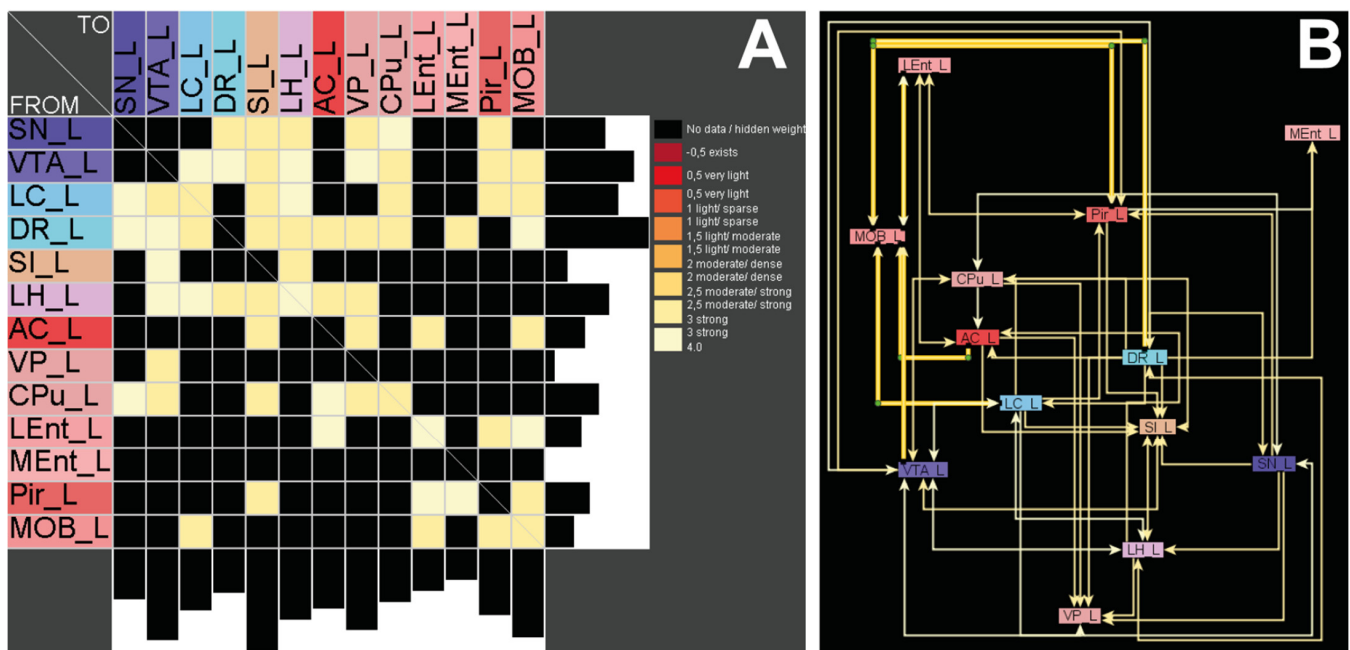 TO
FROM
SN_L
VTA_L
LC_L
DR_L
SI_L
LH_L
AC_L
VP_L
CPu_L
LEnt_L
MEnt_L
Pir_L
MOB_L
A
SN_L
VTA_L
LC_L
DR_L
SI_L
LH_L
AC_L
VP_L
CPu_L
LEnt_L
MEnt_L
Pir_L
MOB_L
No data / hidden weight
-0,5 exists
0,5 very light
0,5 very light
1 light/ sparse
1 light/ sparse
1,5 light/ moderate
1,5 light/ moderate
2 moderate/ dense
2 moderate/ dense
2,5 moderate/ strong
2,5 moderate/ strong
3 strong
3 strong
4.0
B
LEnt_L
MEnt_L
Pir_L
MOB_L
CPu_L
AC_L
DR_L
LC_L
SI_L
VTA_L
SN_L
LH_L
VP_L